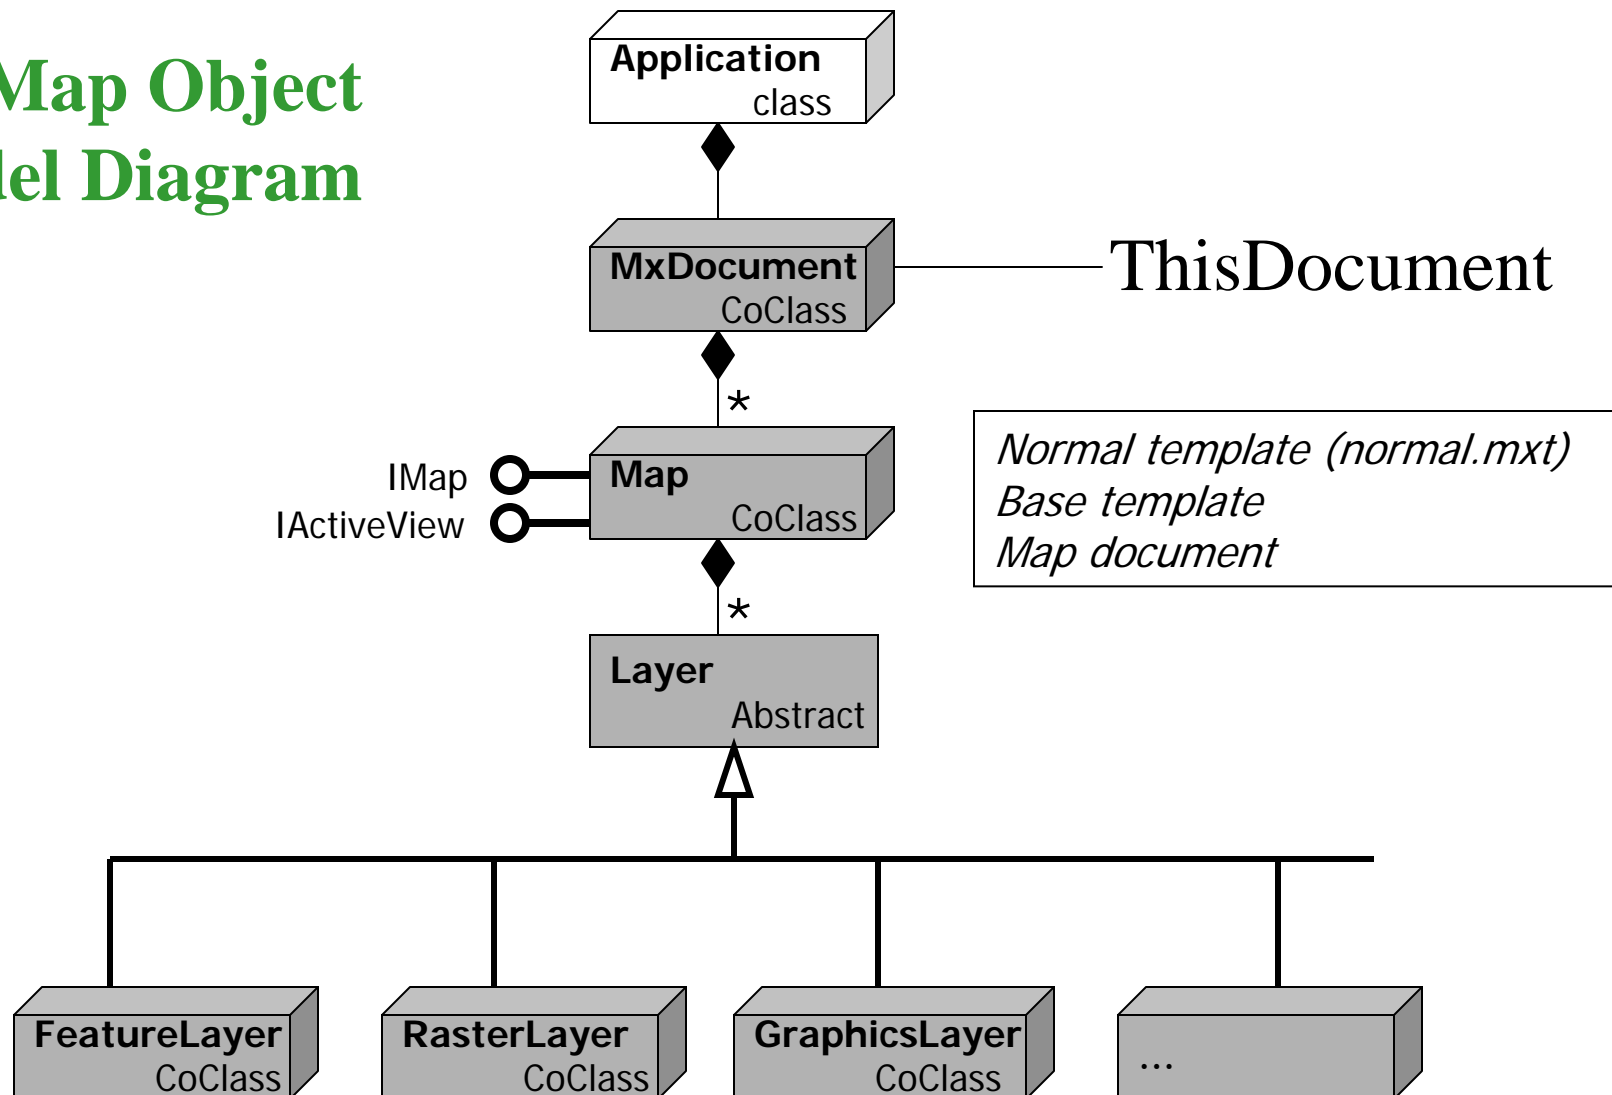 Map Object
del Diagram
Application
class
MxDocument
CoClass
ThisDocument
*
IMap
IActiveView
Map
CoClass
Normal template (normal.mxt)
Base template
Map document
*
Layer
Abstract
FeatureLayer
CoClass
RasterLayer
CoClass
GraphicsLayer
CoClass
...